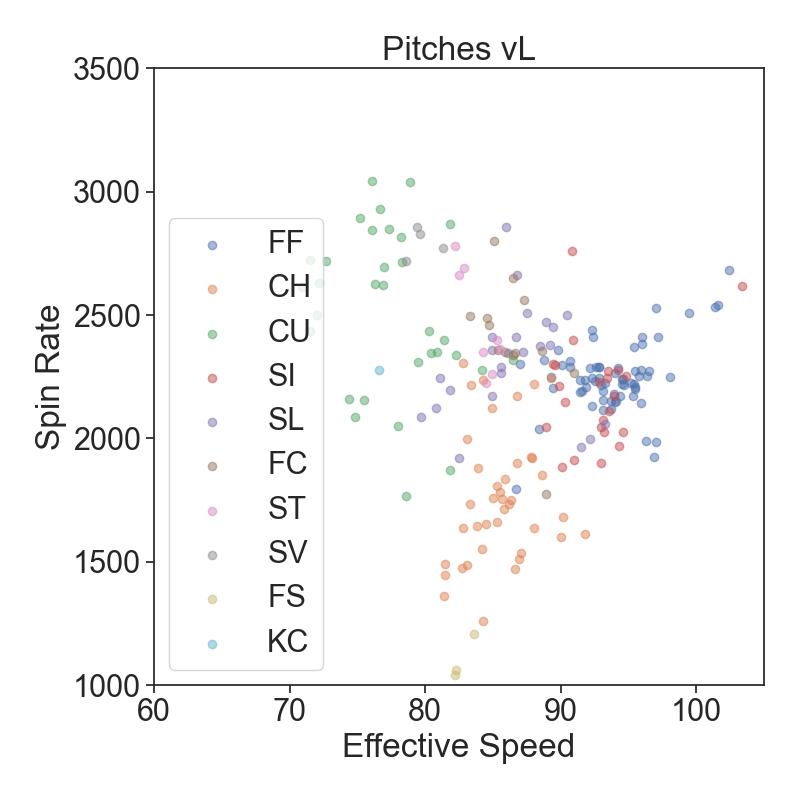 Pitches vL
3500
3000
2500
2000
1500
1000
Spin Rate
FF
CH
CU
SI
SL
FC
ST
SV
FS
KC
60 70 80 90 100
Effective Speed